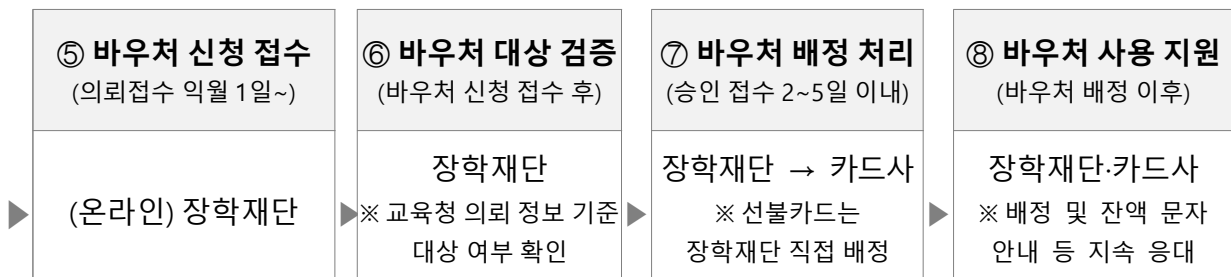 ⑤ 바우처 신청 접수
(의뢰접수 익월 1일~)
(온라인) 장학재단
⑥ 바우처 대상 검증
(바우처 신청 접수 후)
장학재단
※ 교육청 의뢰 정보 기준
대상 여부 확인
⑦ 바우처 배정 처리
(승인 접수 2~5일 이내)
장학재단 → 카드사
※ 선불카드는
장학재단 직접 배정
⑧ 바우처 사용 지원
(바우처 배정 이후)
장학재단·카드사
※ 배정 및 잔액 문자
안내 등 지속 응대